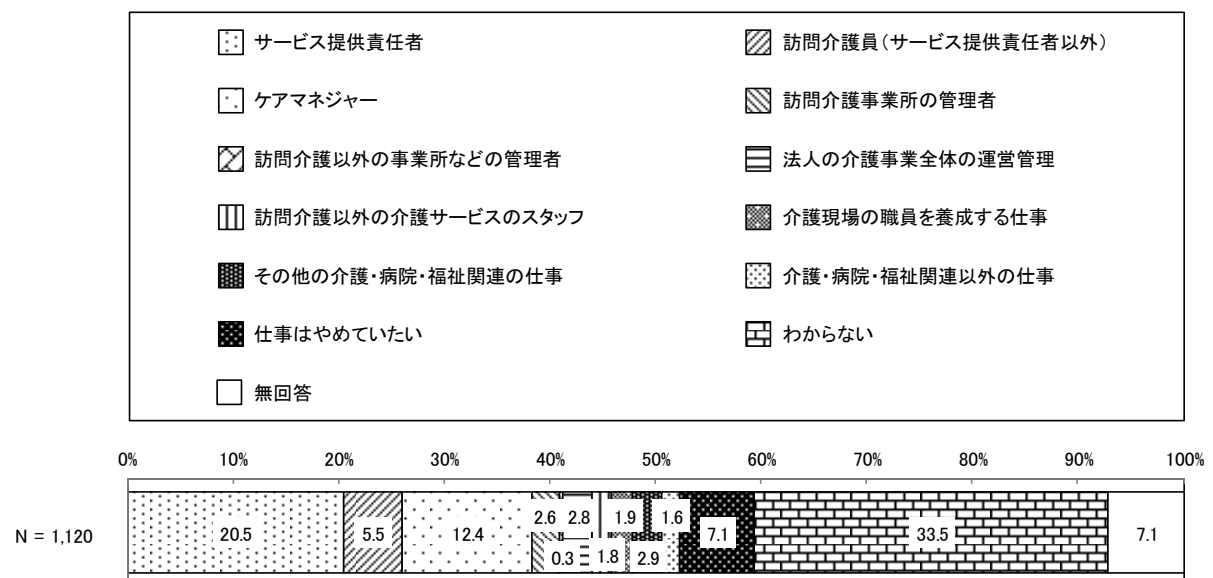 サービス提供責任者
訪問介護員(サービス提供責任者以外)
ケアマネジャー
訪問介護事業所の管理者
訪問介護以外の事業所などの管理者
法人の介護事業全体の運営管理
訪問介護以外の介護サービスのスタッフ
介護現場の職員を養成する仕事
その他の介護・病院・福祉関連の仕事
介護・病院・福祉関連以外の仕事
仕事はやめていたい
わからない
無回答
0% 10% 20% 30% 40% 50% 60% 70% 80% 90% 100%
N = 1,120
20.5 5.5 12.4 2.6 0.3 2.8 1.8 1.9 2.9 1.6 7.1 33.5 7.1